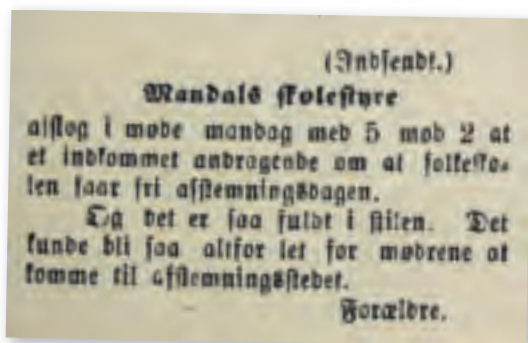 (Indsendt.)
Mandals skolestyre
afslog i møde mandag med 5 mod 2 at
et indkommet andragende om at folkesko-
len faar fri afstemningsdagen.
Og det er saa fuldt i stilen. Det
kunde bli saa altfor let for mødrene at
komme til afstemningsstedet.
Forældre.